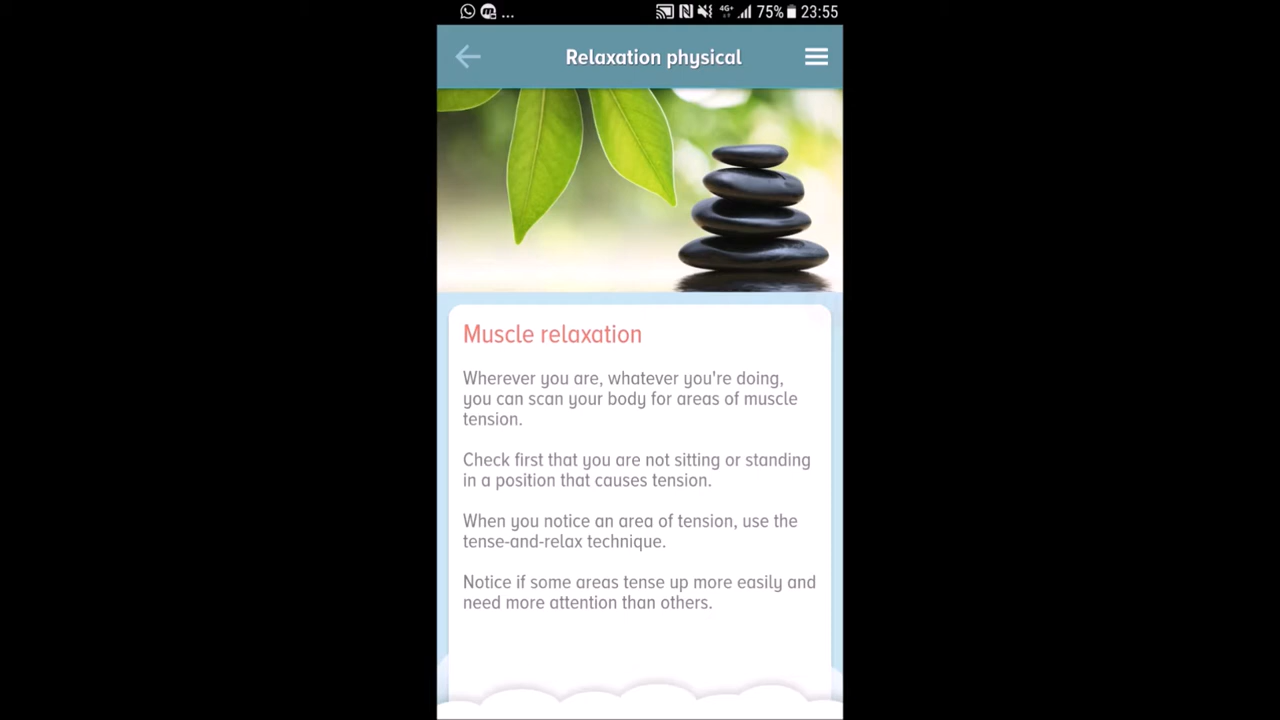 ... 4G+ 75% 23:55
Relaxation physical
Muscle relaxation
Wherever you are, whatever you're doing,
you can scan your body for areas of muscle
tension.
Check first that you are not sitting or standing
in a position that causes tension.
When you notice an area of tension, use the
tense-and-relax technique.
Notice if some areas tense up more easily and
need more attention than others.